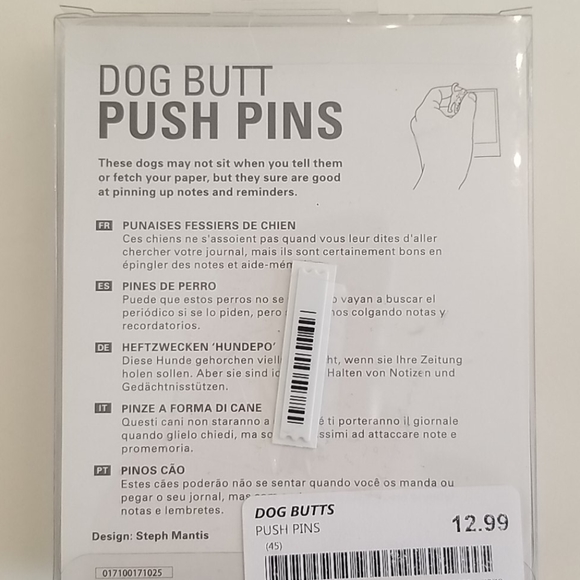 DOG BUTT
PUSH PINS
These dogs may not sit when you tell them
or fetch your paper, but they sure are good
at pinning up notes and reminders.
FR PUNAISES FESSIERS DE CHIEN
Ces chiens ne s'assoient pas quand vous leur dites d'aller
chercher votre journal, mais ils sont certainement bons en
épingler des notes et
ES PINES DE PERRO
Puede que estos perros no se vayan a buscar el
periódico si se lo piden, pero colgando notas y
recordatorios.
DE HEFTZWECKEN 'HUNDEPO'
Diese Hunde gehorchen wenn sie Ihre Zeitung
holen sollen. Aber sie sind Halten von Notizen und
Gedächtnisstützen.
IT PINZE A FORMA DI CANE
Questi cani non staranno a ti porteranno il giornale
quando glielo chiedi, ma ad attaccare note e
promemoria.
PT PINOS CÃO
Estes cães poderão não se sentar quando você os manda ou
pegar o seu jornal,
notas e lembretes.
Design: Steph Mantis
017100171025
DOG BUTTS
PUSH PINS 12.99
(45)